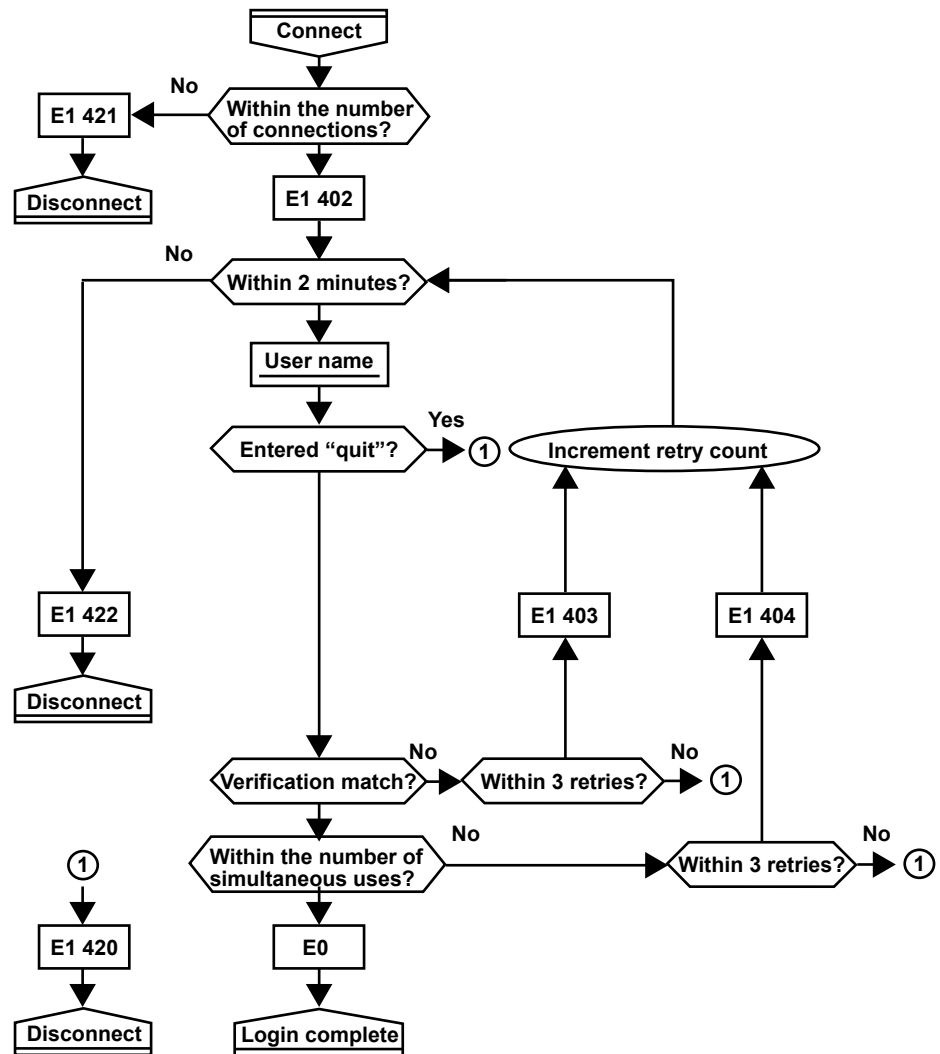 Connect
No
Within the number
of connections?
E1 421
Disconnect
E1 402
No
Within 2 minutes?
User name
Yes
Entered “quit”?
1
Increment retry count
E1 422
Disconnect
E1 403
E1 404
Verification match?
No
Within 3 retries?
No
1
Within the number of
simultaneous uses?
No
Within 3 retries?
No
1
1
E1 420
Disconnect
E0
Login complete